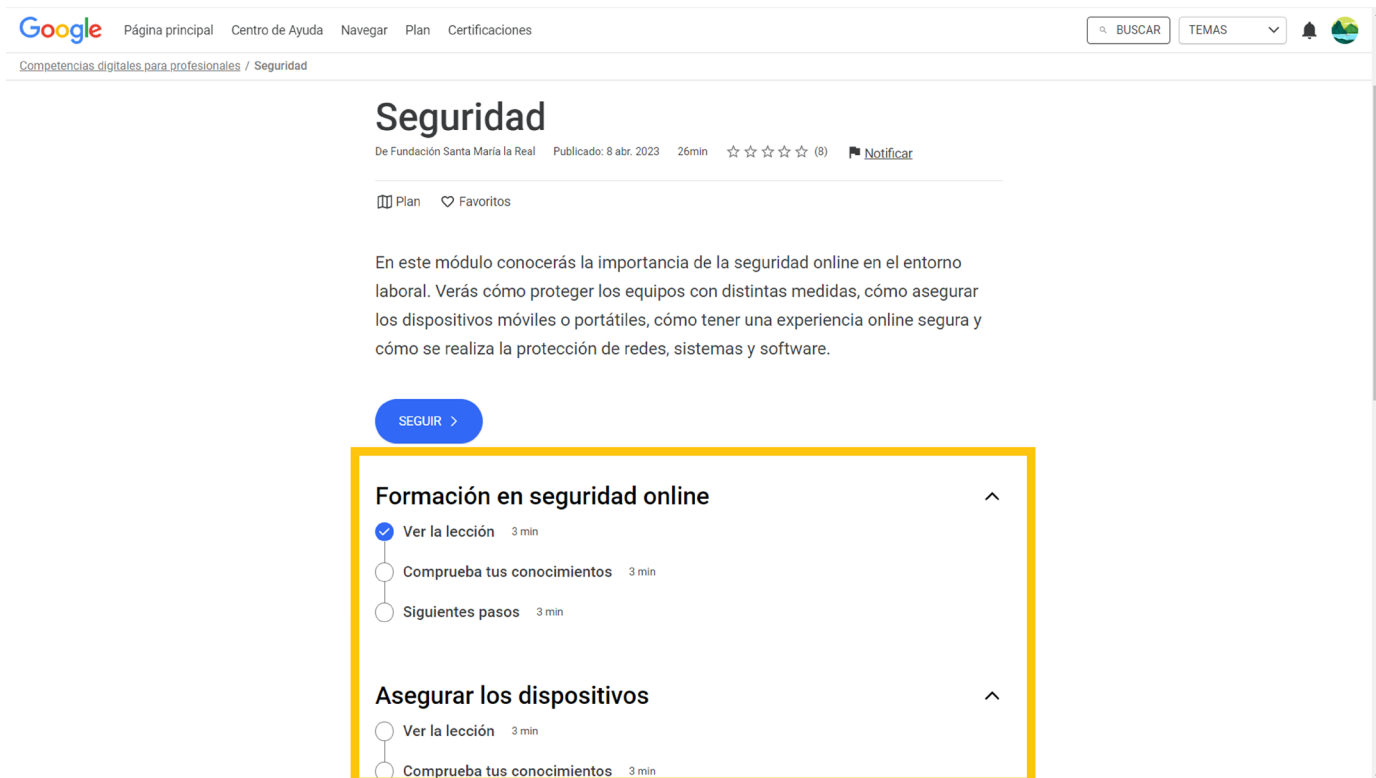 Google Página principal Centro de Ayuda Navegar Plan Certificaciones BUSCAR TEMAS
Competencias digitales para profesionales / Seguridad
Seguridad
De Fundación Santa María la Real Publicado: 8 abr. 2023 26min (8) Notificar
Plan Favoritos
En este módulo conocerás la importancia de la seguridad online en el entorno
laboral. Verás cómo proteger los equipos con distintas medidas, cómo asegurar
los dispositivos móviles o portátiles, cómo tener una experiencia online segura y
cómo se realiza la protección de redes, sistemas y software.
SEGUIR
Formación en seguridad online
Ver la lección 3 min
Comprueba tus conocimientos 3 min
Siguientes pasos 3 min
Asegurar los dispositivos
Ver la lección 3 min
Comprueba tus conocimientos 3 min